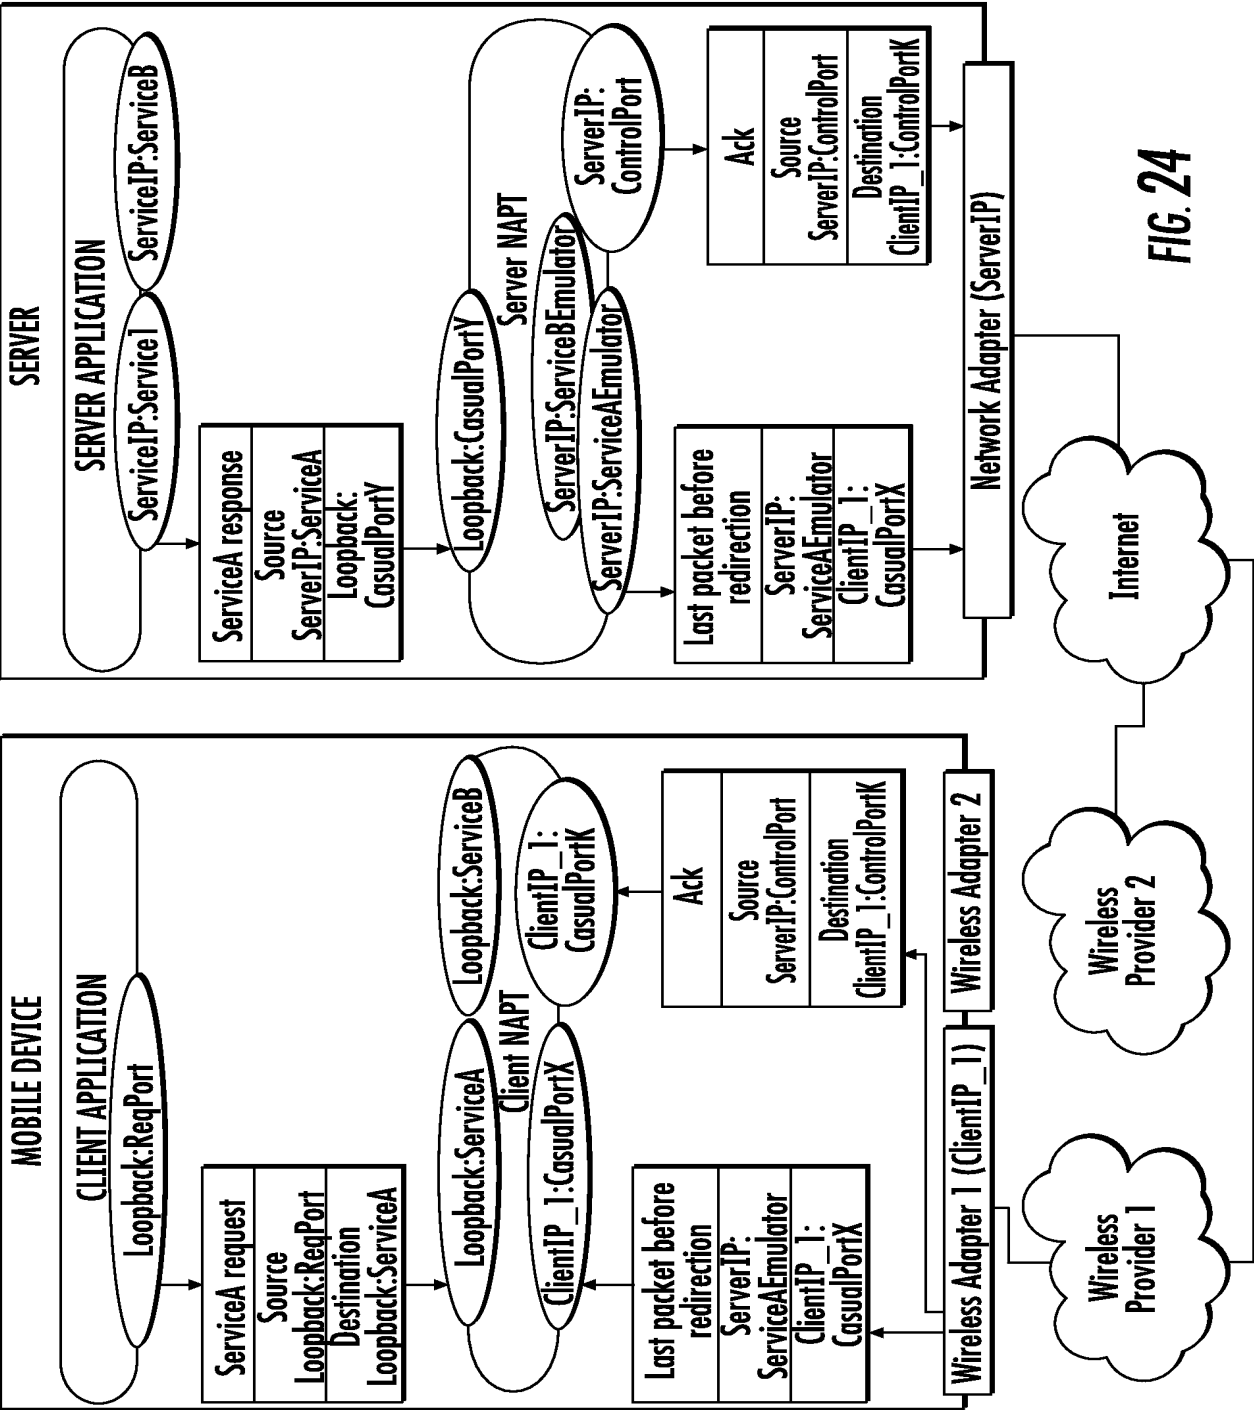 MOBILE DEVICE
CLIENT APPLICATION
Loopback:ReqPort
ServiceA request
Source
Loopback:ReqPort
Destination
Loopback:ServiceA
Loopback:ServiceA
Loopback:ServiceB
Client NAPT
ClientIP_1:CasualPortX
ClientIP_1:
CasualPortK
Last packet before
redirection
ServerIP:
ServiceAEmulator
ClientIP_1:
CasualPortX
Ack
Source
ServerIP:ControlPort
Destination
ClientIP_1:ControlPortK
Wireless Adapter 1 (ClientIP_1)
Wireless Adapter 2
Wireless
Provider 1
Wireless
Provider 2
SERVER
SERVER APPLICATION
ServiceIP:Service1
ServiceIP:ServiceB
ServiceA response
Source
ServerIP:ServiceA
Loopback:
CasualPortY
Loopback:CasualPortY
Server NAPT
ServerIP:ServiceBEmulator
ServerIP:ServiceAEmulator
ServerIP:
ControlPort
Last packet before
redirection
ServerIP:
ServiceAEmulator
ClientIP_1:
CasualPortX
Ack
Source
ServerIP:ControlPort
Destination
ClientIP_1:ControlPortK
Network Adapter (ServerIP)
Internet
FIG. 24